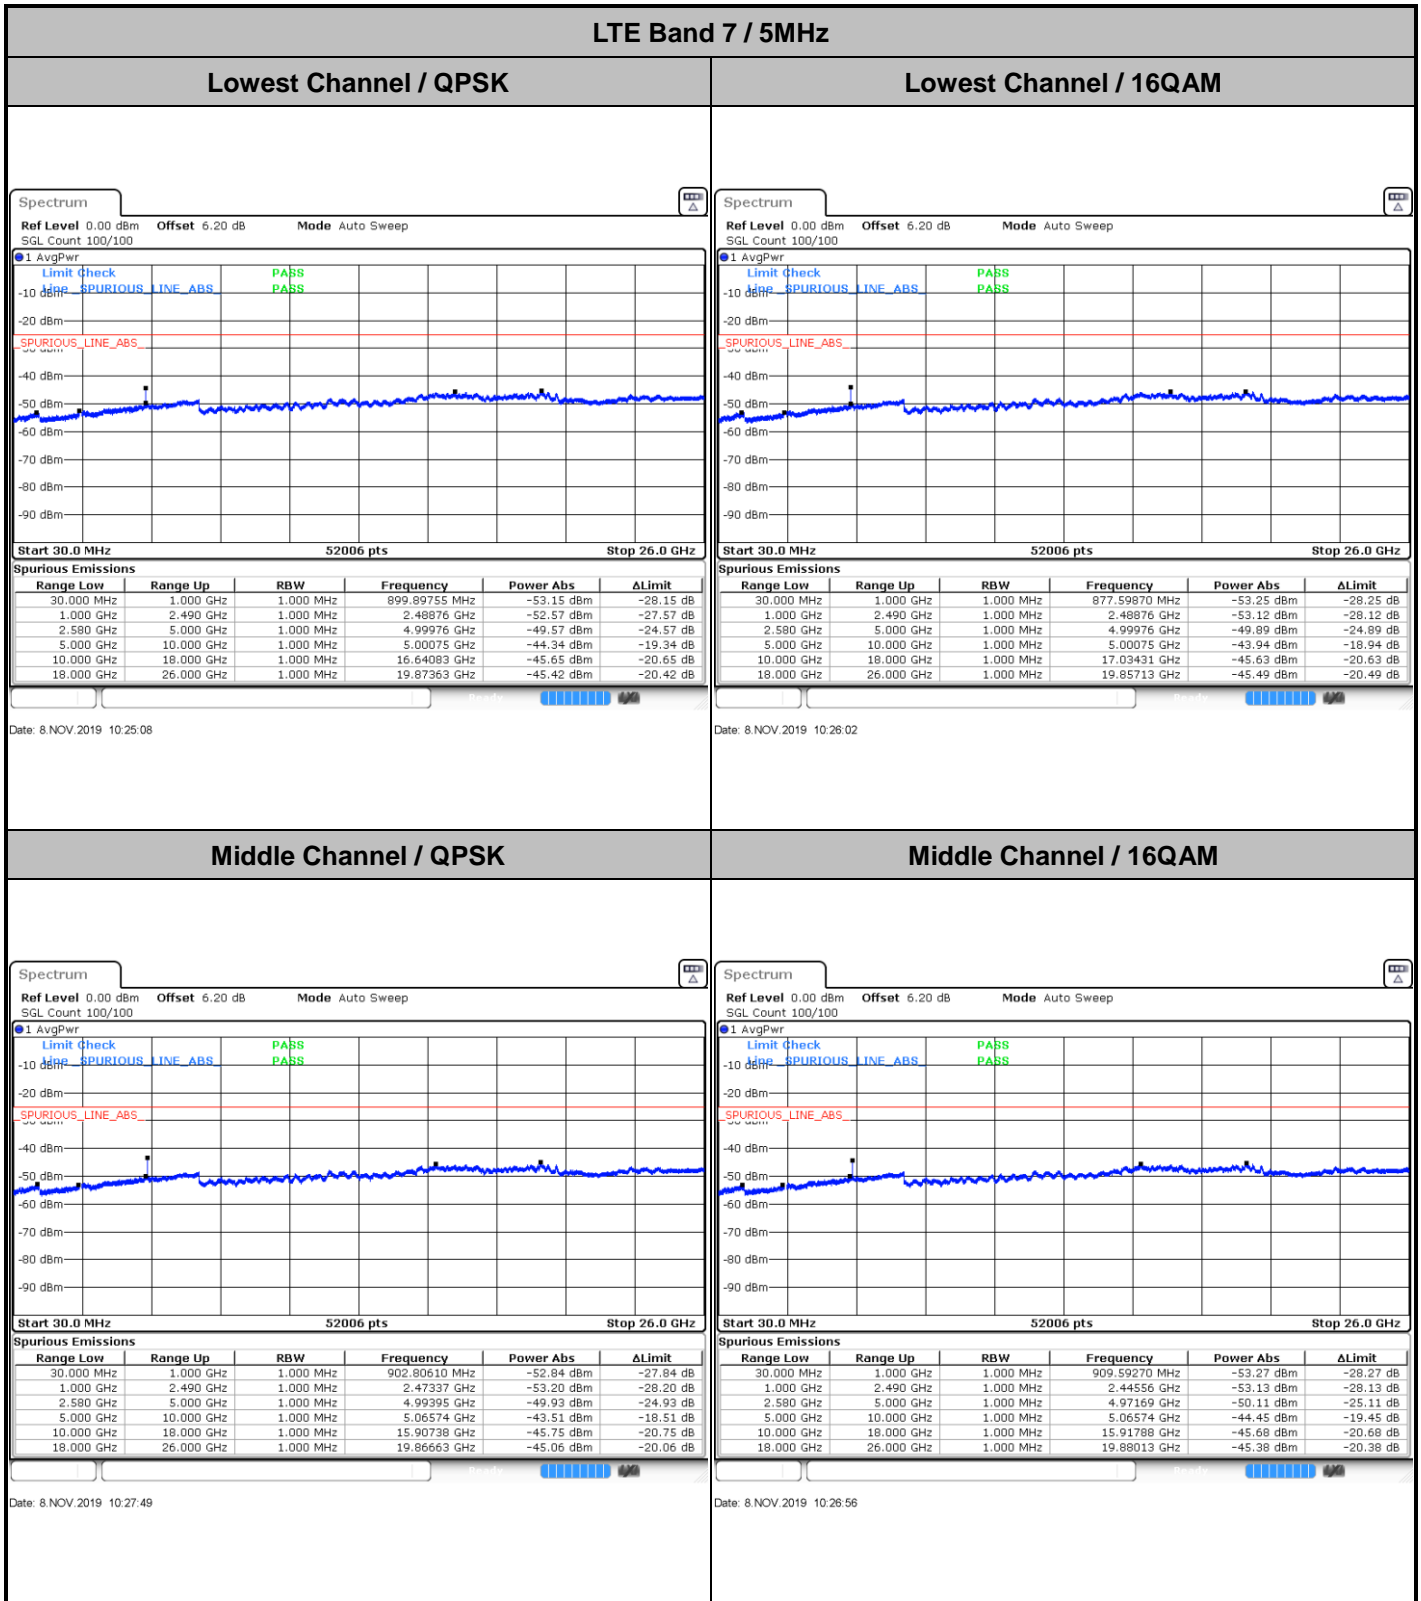 LTE Band 7 / 5MHz
Lowest Channel / QPSK
Lowest Channel / 16QAM
Spectrum
Ref Level 0.00 dBm Offset 6.20 dB Mode Auto Sweep
SGL Count 100/100
1 AvgPwr
Limit Check PASS
-10 dBm Line _SPURIOUS_LINE_ABS_ PASS
-20 dBm
_SPURIOUS_LINE_ABS_
-40 dBm
-50 dBm
-60 dBm
-70 dBm
-80 dBm
-90 dBm
Start 30.0 MHz 52006 pts Stop 26.0 GHz
Spurious Emissions
Range Low Range Up RBW Frequency Power Abs ΔLimit
30.000 MHz 1.000 GHz 1.000 MHz 899.89755 MHz -53.15 dBm -28.15 dB
1.000 GHz 2.490 GHz 1.000 MHz 2.48876 GHz -52.57 dBm -27.57 dB
2.580 GHz 5.000 GHz 1.000 MHz 4.99976 GHz -49.57 dBm -24.57 dB
5.000 GHz 10.000 GHz 1.000 MHz 5.00075 GHz -44.34 dBm -19.34 dB
10.000 GHz 18.000 GHz 1.000 MHz 16.64083 GHz -45.65 dBm -20.65 dB
18.000 GHz 26.000 GHz 1.000 MHz 19.87363 GHz -45.42 dBm -20.42 dB
Date: 8.NOV.2019 10:25:08
Spectrum
Ref Level 0.00 dBm Offset 6.20 dB Mode Auto Sweep
SGL Count 100/100
1 AvgPwr
Limit Check PASS
-10 dBm Line _SPURIOUS_LINE_ABS_ PASS
-20 dBm
_SPURIOUS_LINE_ABS_
-40 dBm
-50 dBm
-60 dBm
-70 dBm
-80 dBm
-90 dBm
Start 30.0 MHz 52006 pts Stop 26.0 GHz
Spurious Emissions
Range Low Range Up RBW Frequency Power Abs ΔLimit
30.000 MHz 1.000 GHz 1.000 MHz 877.59870 MHz -53.25 dBm -28.25 dB
1.000 GHz 2.490 GHz 1.000 MHz 2.48876 GHz -53.12 dBm -28.12 dB
2.580 GHz 5.000 GHz 1.000 MHz 4.99976 GHz -49.89 dBm -24.89 dB
5.000 GHz 10.000 GHz 1.000 MHz 5.00075 GHz -43.94 dBm -18.94 dB
10.000 GHz 18.000 GHz 1.000 MHz 17.03431 GHz -45.63 dBm -20.63 dB
18.000 GHz 26.000 GHz 1.000 MHz 19.85713 GHz -45.49 dBm -20.49 dB
Date: 8.NOV.2019 10:26:02
Middle Channel / QPSK
Middle Channel / 16QAM
Spectrum
Ref Level 0.00 dBm Offset 6.20 dB Mode Auto Sweep
SGL Count 100/100
1 AvgPwr
Limit Check PASS
-10 dBm Line _SPURIOUS_LINE_ABS_ PASS
-20 dBm
_SPURIOUS_LINE_ABS_
-40 dBm
-50 dBm
-60 dBm
-70 dBm
-80 dBm
-90 dBm
Start 30.0 MHz 52006 pts Stop 26.0 GHz
Spurious Emissions
Range Low Range Up RBW Frequency Power Abs ΔLimit
30.000 MHz 1.000 GHz 1.000 MHz 902.80610 MHz -52.84 dBm -27.84 dB
1.000 GHz 2.490 GHz 1.000 MHz 2.47337 GHz -53.20 dBm -28.20 dB
2.580 GHz 5.000 GHz 1.000 MHz 4.99395 GHz -49.93 dBm -24.93 dB
5.000 GHz 10.000 GHz 1.000 MHz 5.06574 GHz -43.51 dBm -18.51 dB
10.000 GHz 18.000 GHz 1.000 MHz 15.90738 GHz -45.75 dBm -20.75 dB
18.000 GHz 26.000 GHz 1.000 MHz 19.86663 GHz -45.06 dBm -20.06 dB
Date: 8.NOV.2019 10:27:49
Spectrum
Ref Level 0.00 dBm Offset 6.20 dB Mode Auto Sweep
SGL Count 100/100
1 AvgPwr
Limit Check PASS
-10 dBm Line _SPURIOUS_LINE_ABS_ PASS
-20 dBm
_SPURIOUS_LINE_ABS_
-40 dBm
-50 dBm
-60 dBm
-70 dBm
-80 dBm
-90 dBm
Start 30.0 MHz 52006 pts Stop 26.0 GHz
Spurious Emissions
Range Low Range Up RBW Frequency Power Abs ΔLimit
30.000 MHz 1.000 GHz 1.000 MHz 909.59270 MHz -53.27 dBm -28.27 dB
1.000 GHz 2.490 GHz 1.000 MHz 2.44556 GHz -53.13 dBm -28.13 dB
2.580 GHz 5.000 GHz 1.000 MHz 4.97169 GHz -50.11 dBm -25.11 dB
5.000 GHz 10.000 GHz 1.000 MHz 5.06574 GHz -44.45 dBm -19.45 dB
10.000 GHz 18.000 GHz 1.000 MHz 15.91788 GHz -45.68 dBm -20.68 dB
18.000 GHz 26.000 GHz 1.000 MHz 19.88013 GHz -45.38 dBm -20.38 dB
Date: 8.NOV.2019 10:26:56